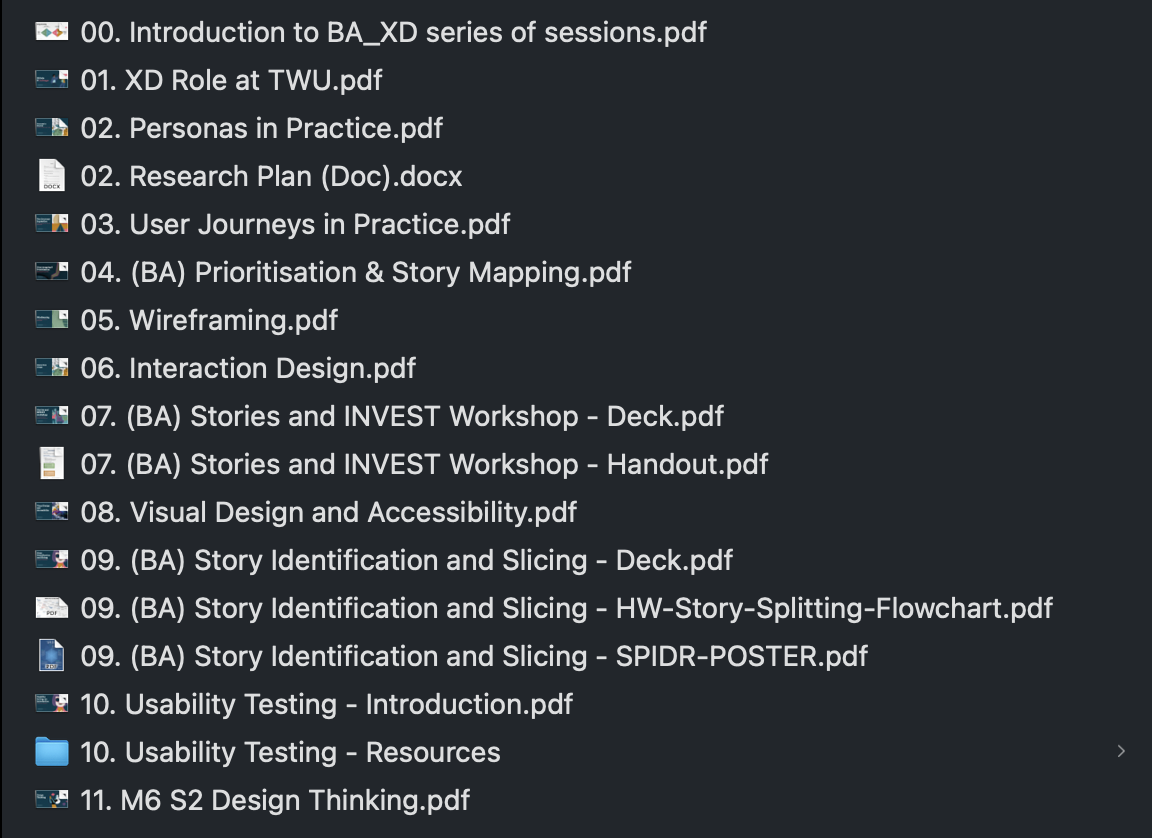 00. Introduction to BA_XD series of sessions.pdf
01. XD Role at TWU.pdf
02. Personas in Practice.pdf
02. Research Plan (Doc).docx
03. User Journeys in Practice.pdf
04. (BA) Prioritisation & Story Mapping.pdf
05. Wireframing.pdf
06. Interaction Design.pdf
07. (BA) Stories and INVEST Workshop - Deck.pdf
07. (BA) Stories and INVEST Workshop - Handout.pdf
08. Visual Design and Accessibility.pdf
09. (BA) Story Identification and Slicing - Deck.pdf
09. (BA) Story Identification and Slicing - HW-Story-Splitting-Flowchart.pdf
09. (BA) Story Identification and Slicing - SPIDR-POSTER.pdf
10. Usability Testing - Introduction.pdf
10. Usability Testing - Resources
11. M6 S2 Design Thinking.pdf